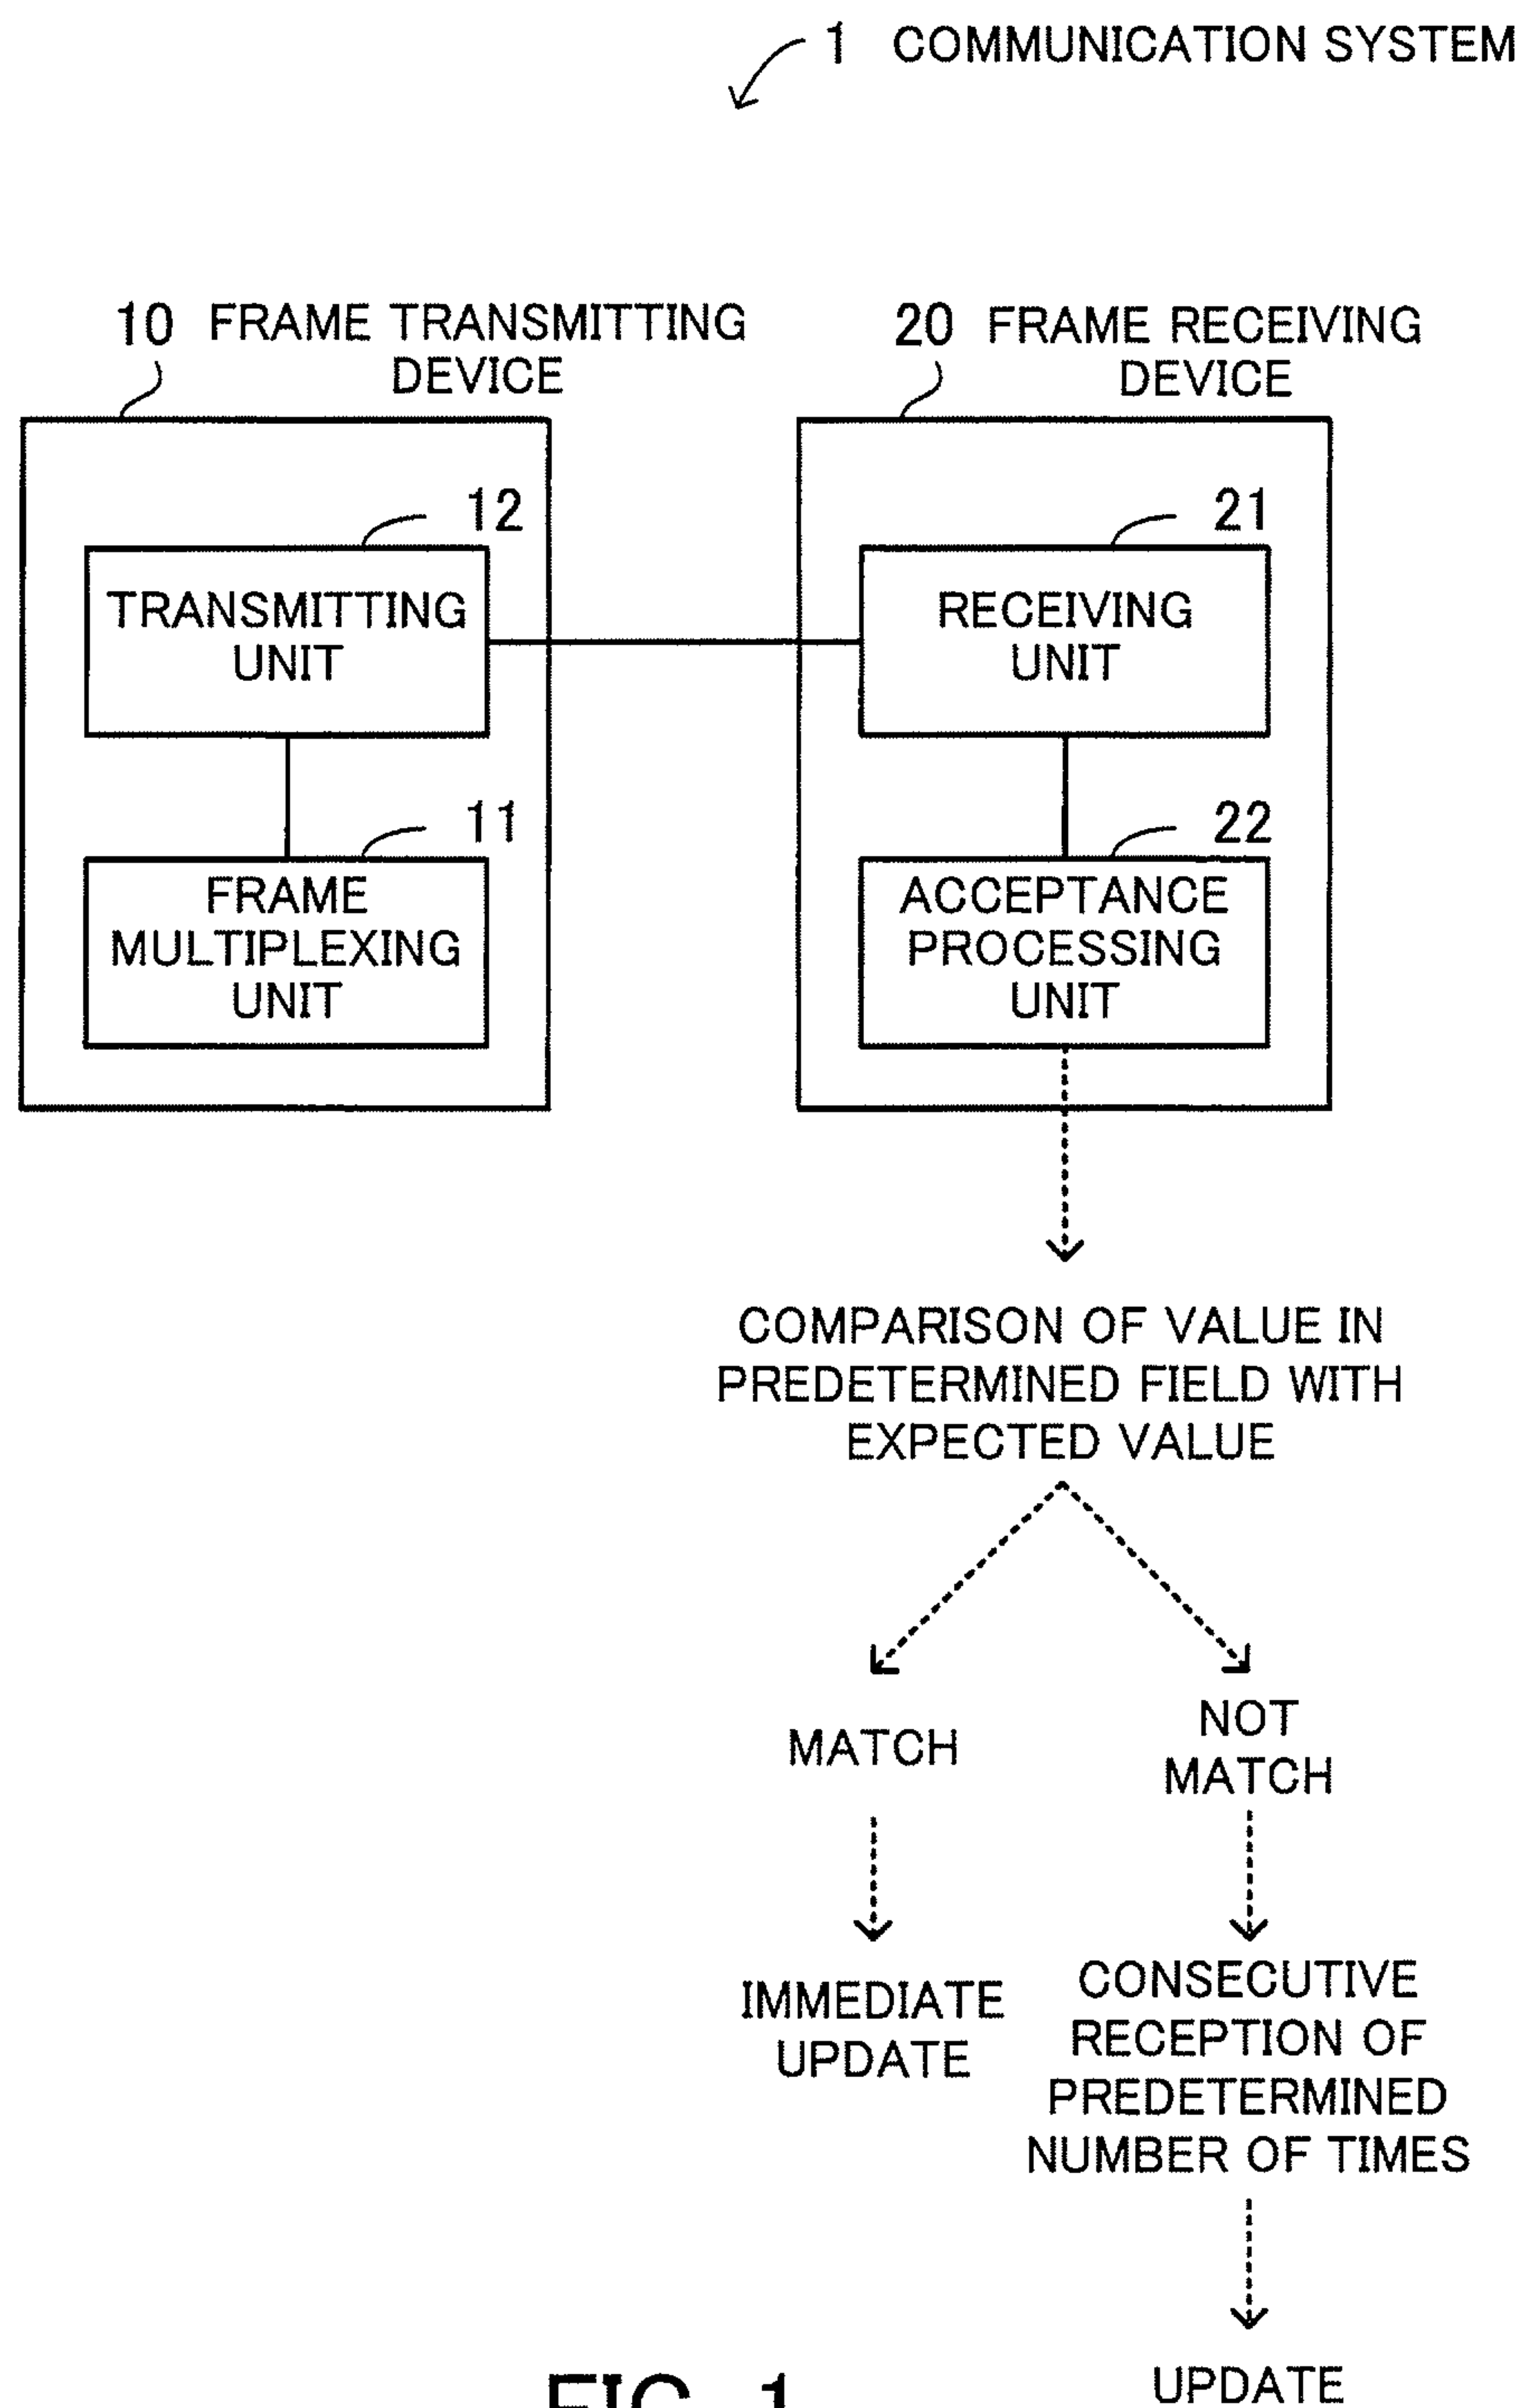 1 COMMUNICATION SYSTEM
10 FRAME TRANSMITTING
DEVICE
20 FRAME RECEIVING
DEVICE
12
TRANSMITTING
UNIT
11
FRAME
MULTIPLEXING
UNIT
21
RECEIVING
UNIT
22
ACCEPTANCE
PROCESSING
UNIT
COMPARISON OF VALUE IN
PREDETERMINED FIELD WITH
EXPECTED VALUE
MATCH
NOT
MATCH
IMMEDIATE
UPDATE
CONSECUTIVE
RECEPTION OF
PREDETERMINED
NUMBER OF TIMES
UPDATE
FIG. 1